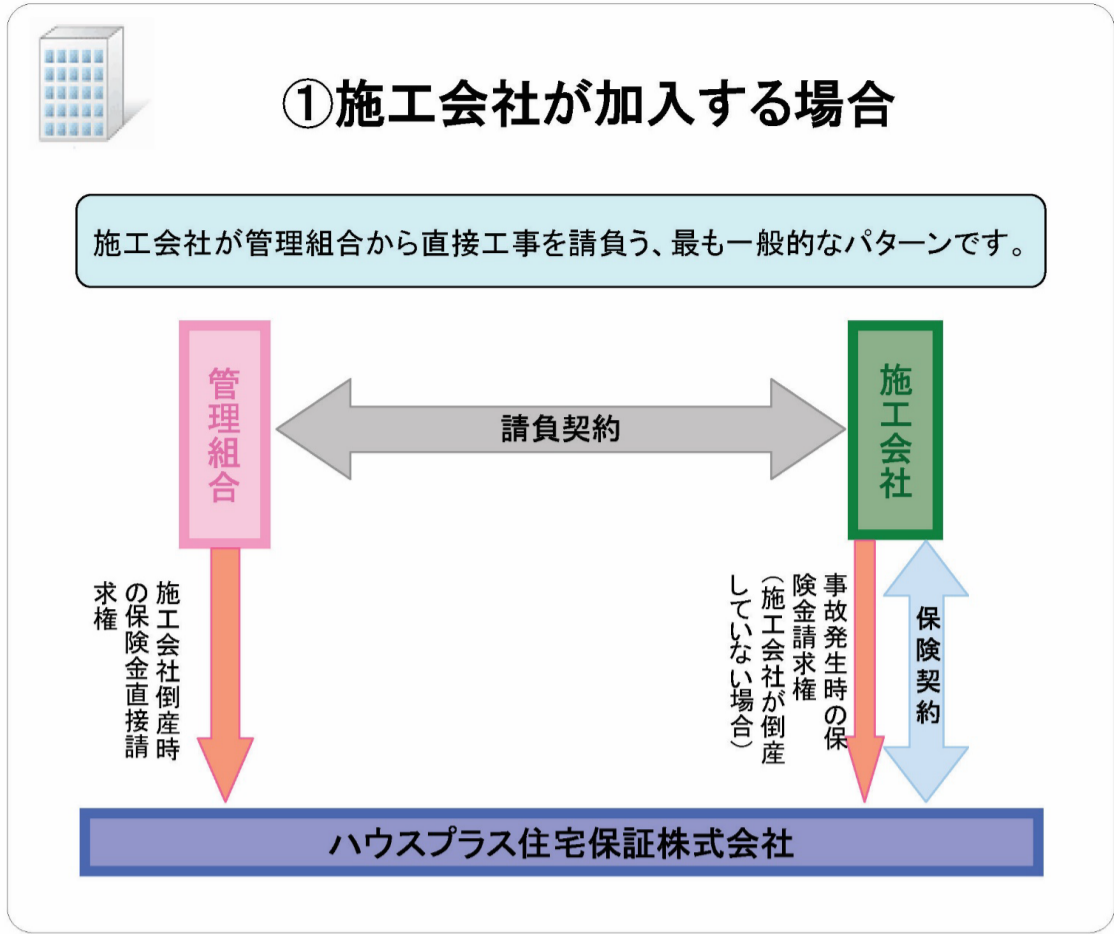 ①施工会社が加入する場合
施工会社が管理組合から直接工事を請負う、最も一般的なパターンです。
管理組合
請負契約
施工会社
施工会社倒産時
の保険金直接請
求権
事故発生時の保
険金請求権
（施工会社が倒産
していない場合）
保険契約
ハウスプラス住宅保証株式会社